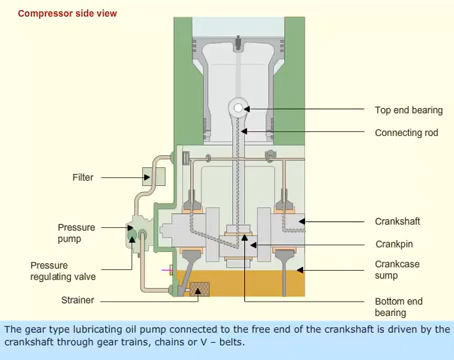 Compressor side view
Top end bearing
Connecting rod
Filter
Pressure
pump
Pressure
regulating valve
Strainer
Crankshaft
Crankpin
Crankcase
sump
Bottom end
bearing
The gear type lubricating oil pump connected to the free end of the crankshaft is driven by the
crankshaft through gear trains, chains or V – belts.